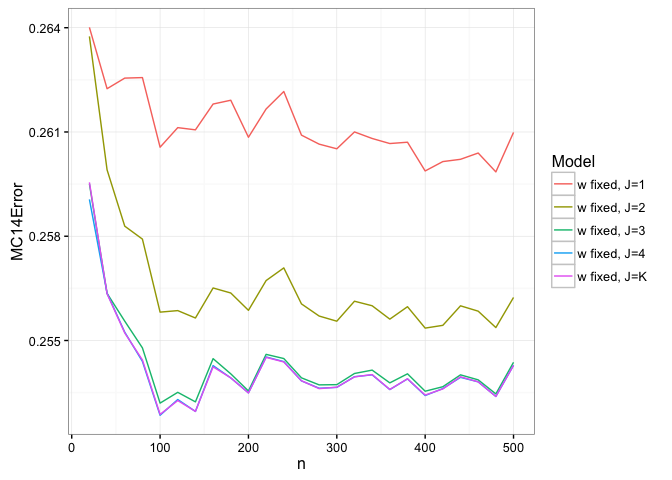 0.264
0.261
0.258
0.255
MC14Error
0
100
200
300
400
500
n
Model
w fixed, J=1
w fixed, J=2
w fixed, J=3
w fixed, J=4
w fixed, J=K